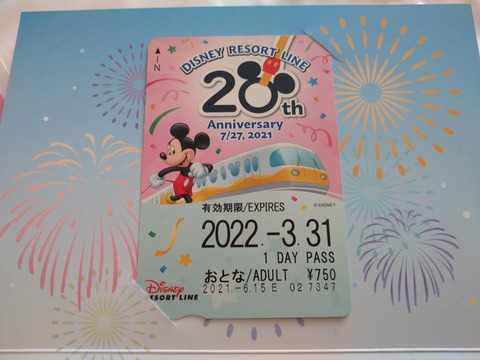 IN
DISNEY RESORT LINE
20th
Anniversary
7/27, 2021
© DISNEY
有効期限/EXPIRES
2022.-3.31
1 DAY PASS
おとな/ADULT ¥750
2021.-6.15 E 02 7347
Disney
RESORT LINE